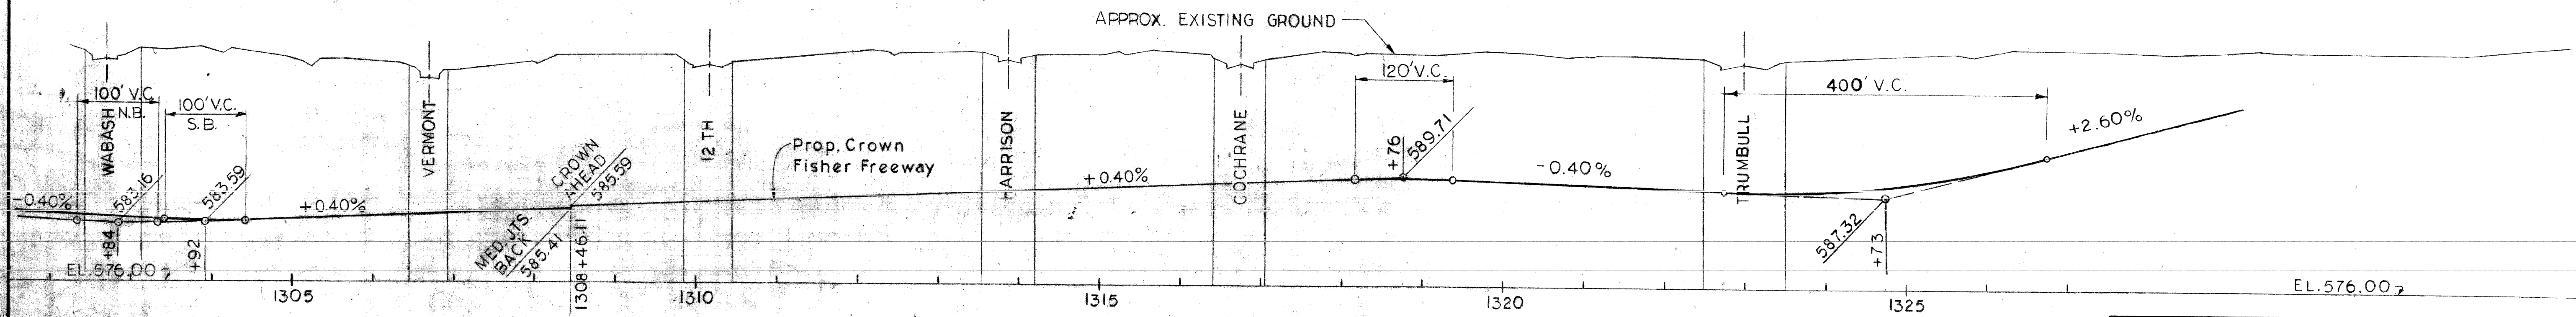 APPROX. EXISTING GROUND
100' V.C.
N.B.
100' V.C.
S.B.
WABASH
VERMONT
12 TH
HARRISON
COCHRANE
TRUMBULL
120' V.C.
400' V.C.
+2.60%
Prop. Crown
Fisher Freeway
CROWN
AHEAD
585.59
MED. JTS.
BACK
585.41
1308+46.11
-0.40%
583.16
583.59
+0.40%
+0.40%
+76
589.71
-0.40%
+84
+92
587.32
+73
EL. 576.00
EL. 576.00
1305
1310
1315
1320
1325